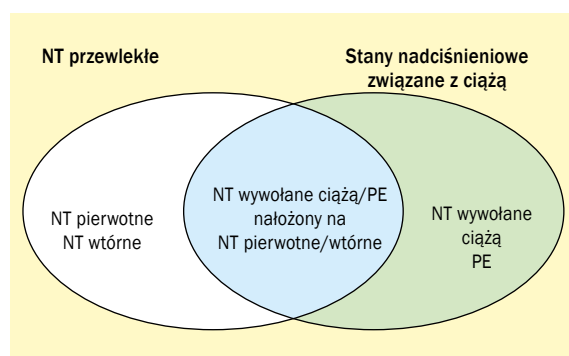 NT przewlekłe
Stany nadciśnieniowe
związane z ciążą
NT pierwotne
NT wtórne
NT wywołane ciążą/PE
nałożony na
NT pierwotne/wtórne
NT wywołane
ciążą
PE